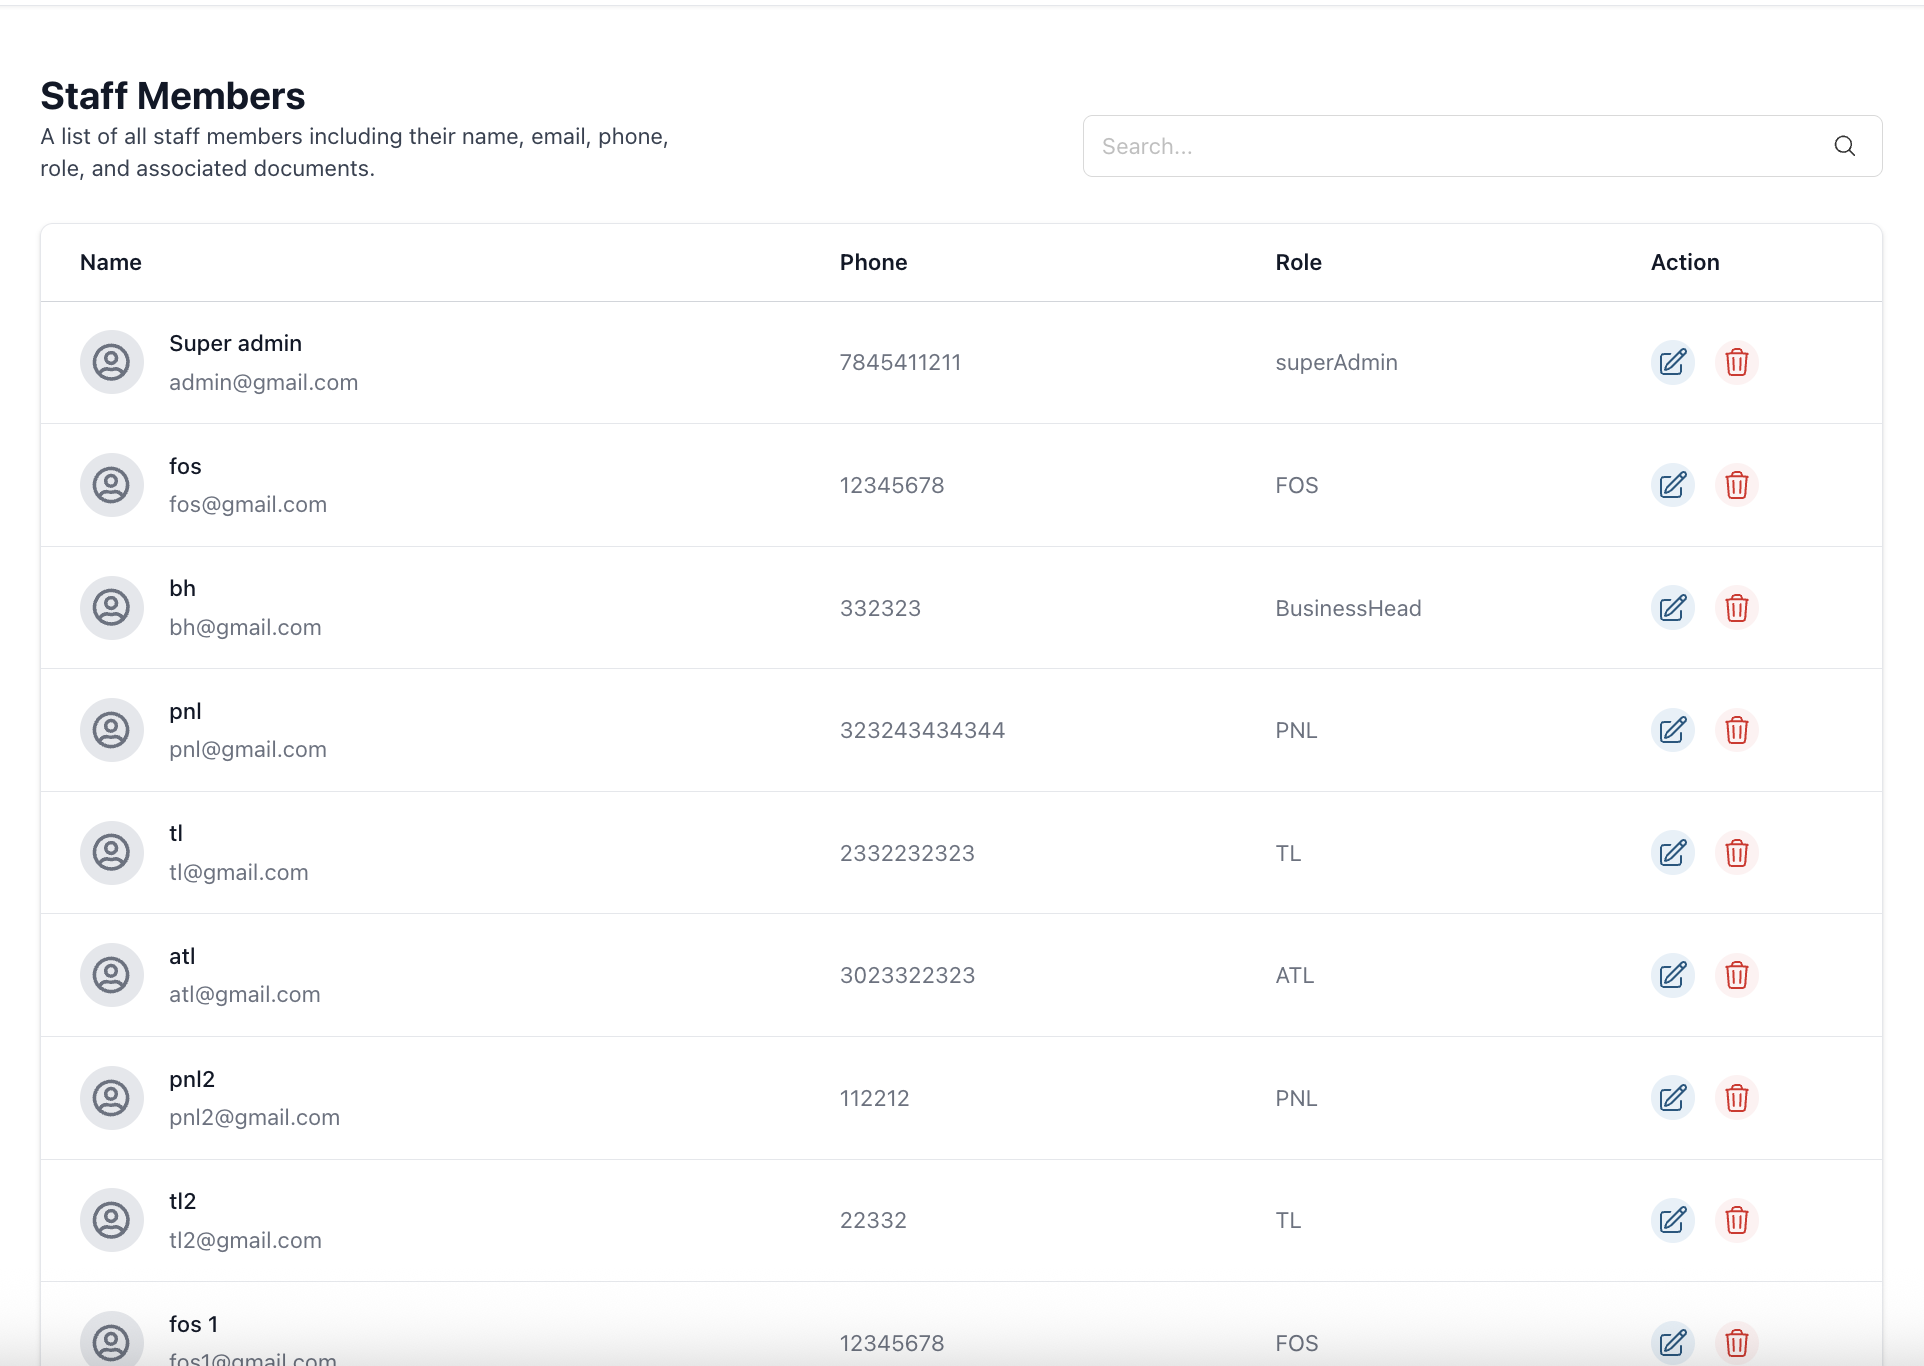 Staff Members
A list of all staff members including their name, email, phone,
role, and associated documents.
Search...
Name Phone Role Action
Super admin
admin@gmail.com
7845411211 superAdmin
fos
fos@gmail.com
12345678 FOS
bh
bh@gmail.com
332323 BusinessHead
pnl
pnl@gmail.com
323243434344 PNL
tl
tl@gmail.com
2332232323 TL
atl
atl@gmail.com
3023322323 ATL
pnl2
pnl2@gmail.com
112212 PNL
tl2
tl2@gmail.com
22332 TL
fos 1
fos1@gmail.com
12345678 FOS